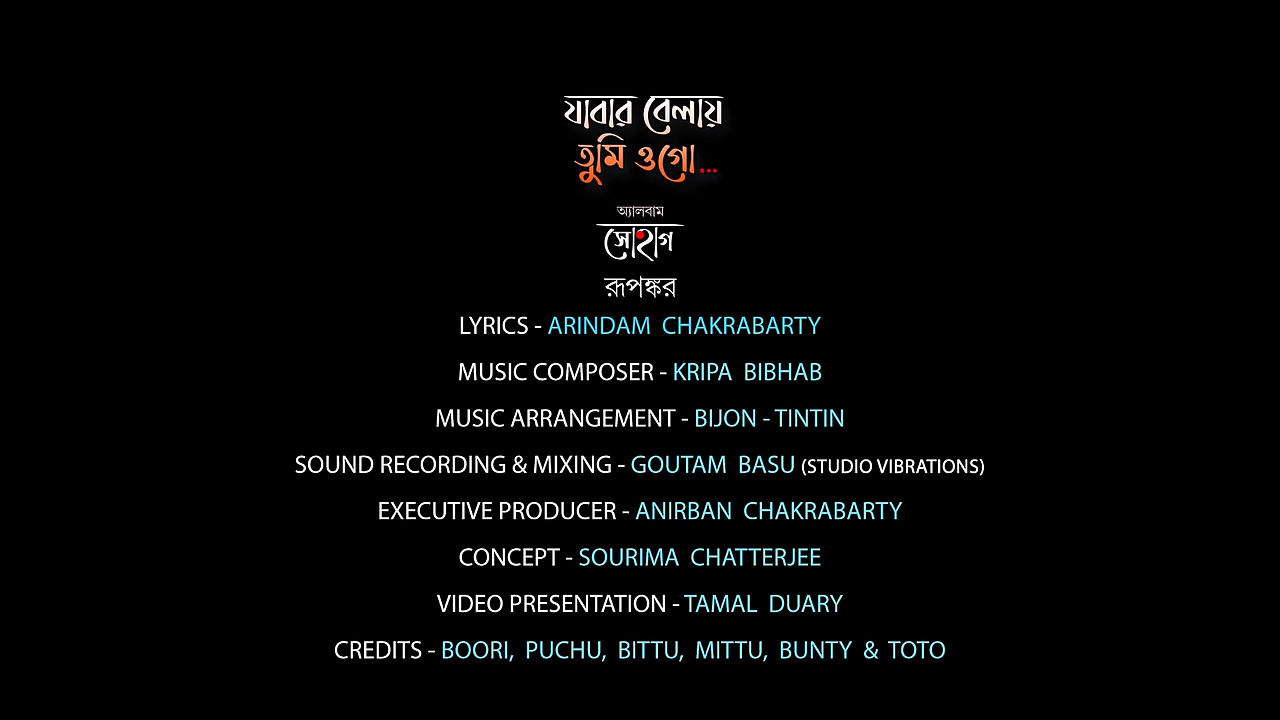 যাবার বেলায়
তুমি ওগো...
অ্যালবাম
সোহাগ
রূপঙ্কর
LYRICS - ARINDAM CHAKRABARTY
MUSIC COMPOSER - KRIPA BIBHAB
MUSIC ARRANGEMENT - BIJON - TINTIN
SOUND RECORDING & MIXING - GOUTAM BASU (STUDIO VIBRATIONS)
EXECUTIVE PRODUCER - ANIRBAN CHAKRABARTY
CONCEPT - SOURIMA CHATTERJEE
VIDEO PRESENTATION - TAMAL DUARY
CREDITS - BOORI, PUCHU, BITTU, MITTU, BUNTY & TOTO